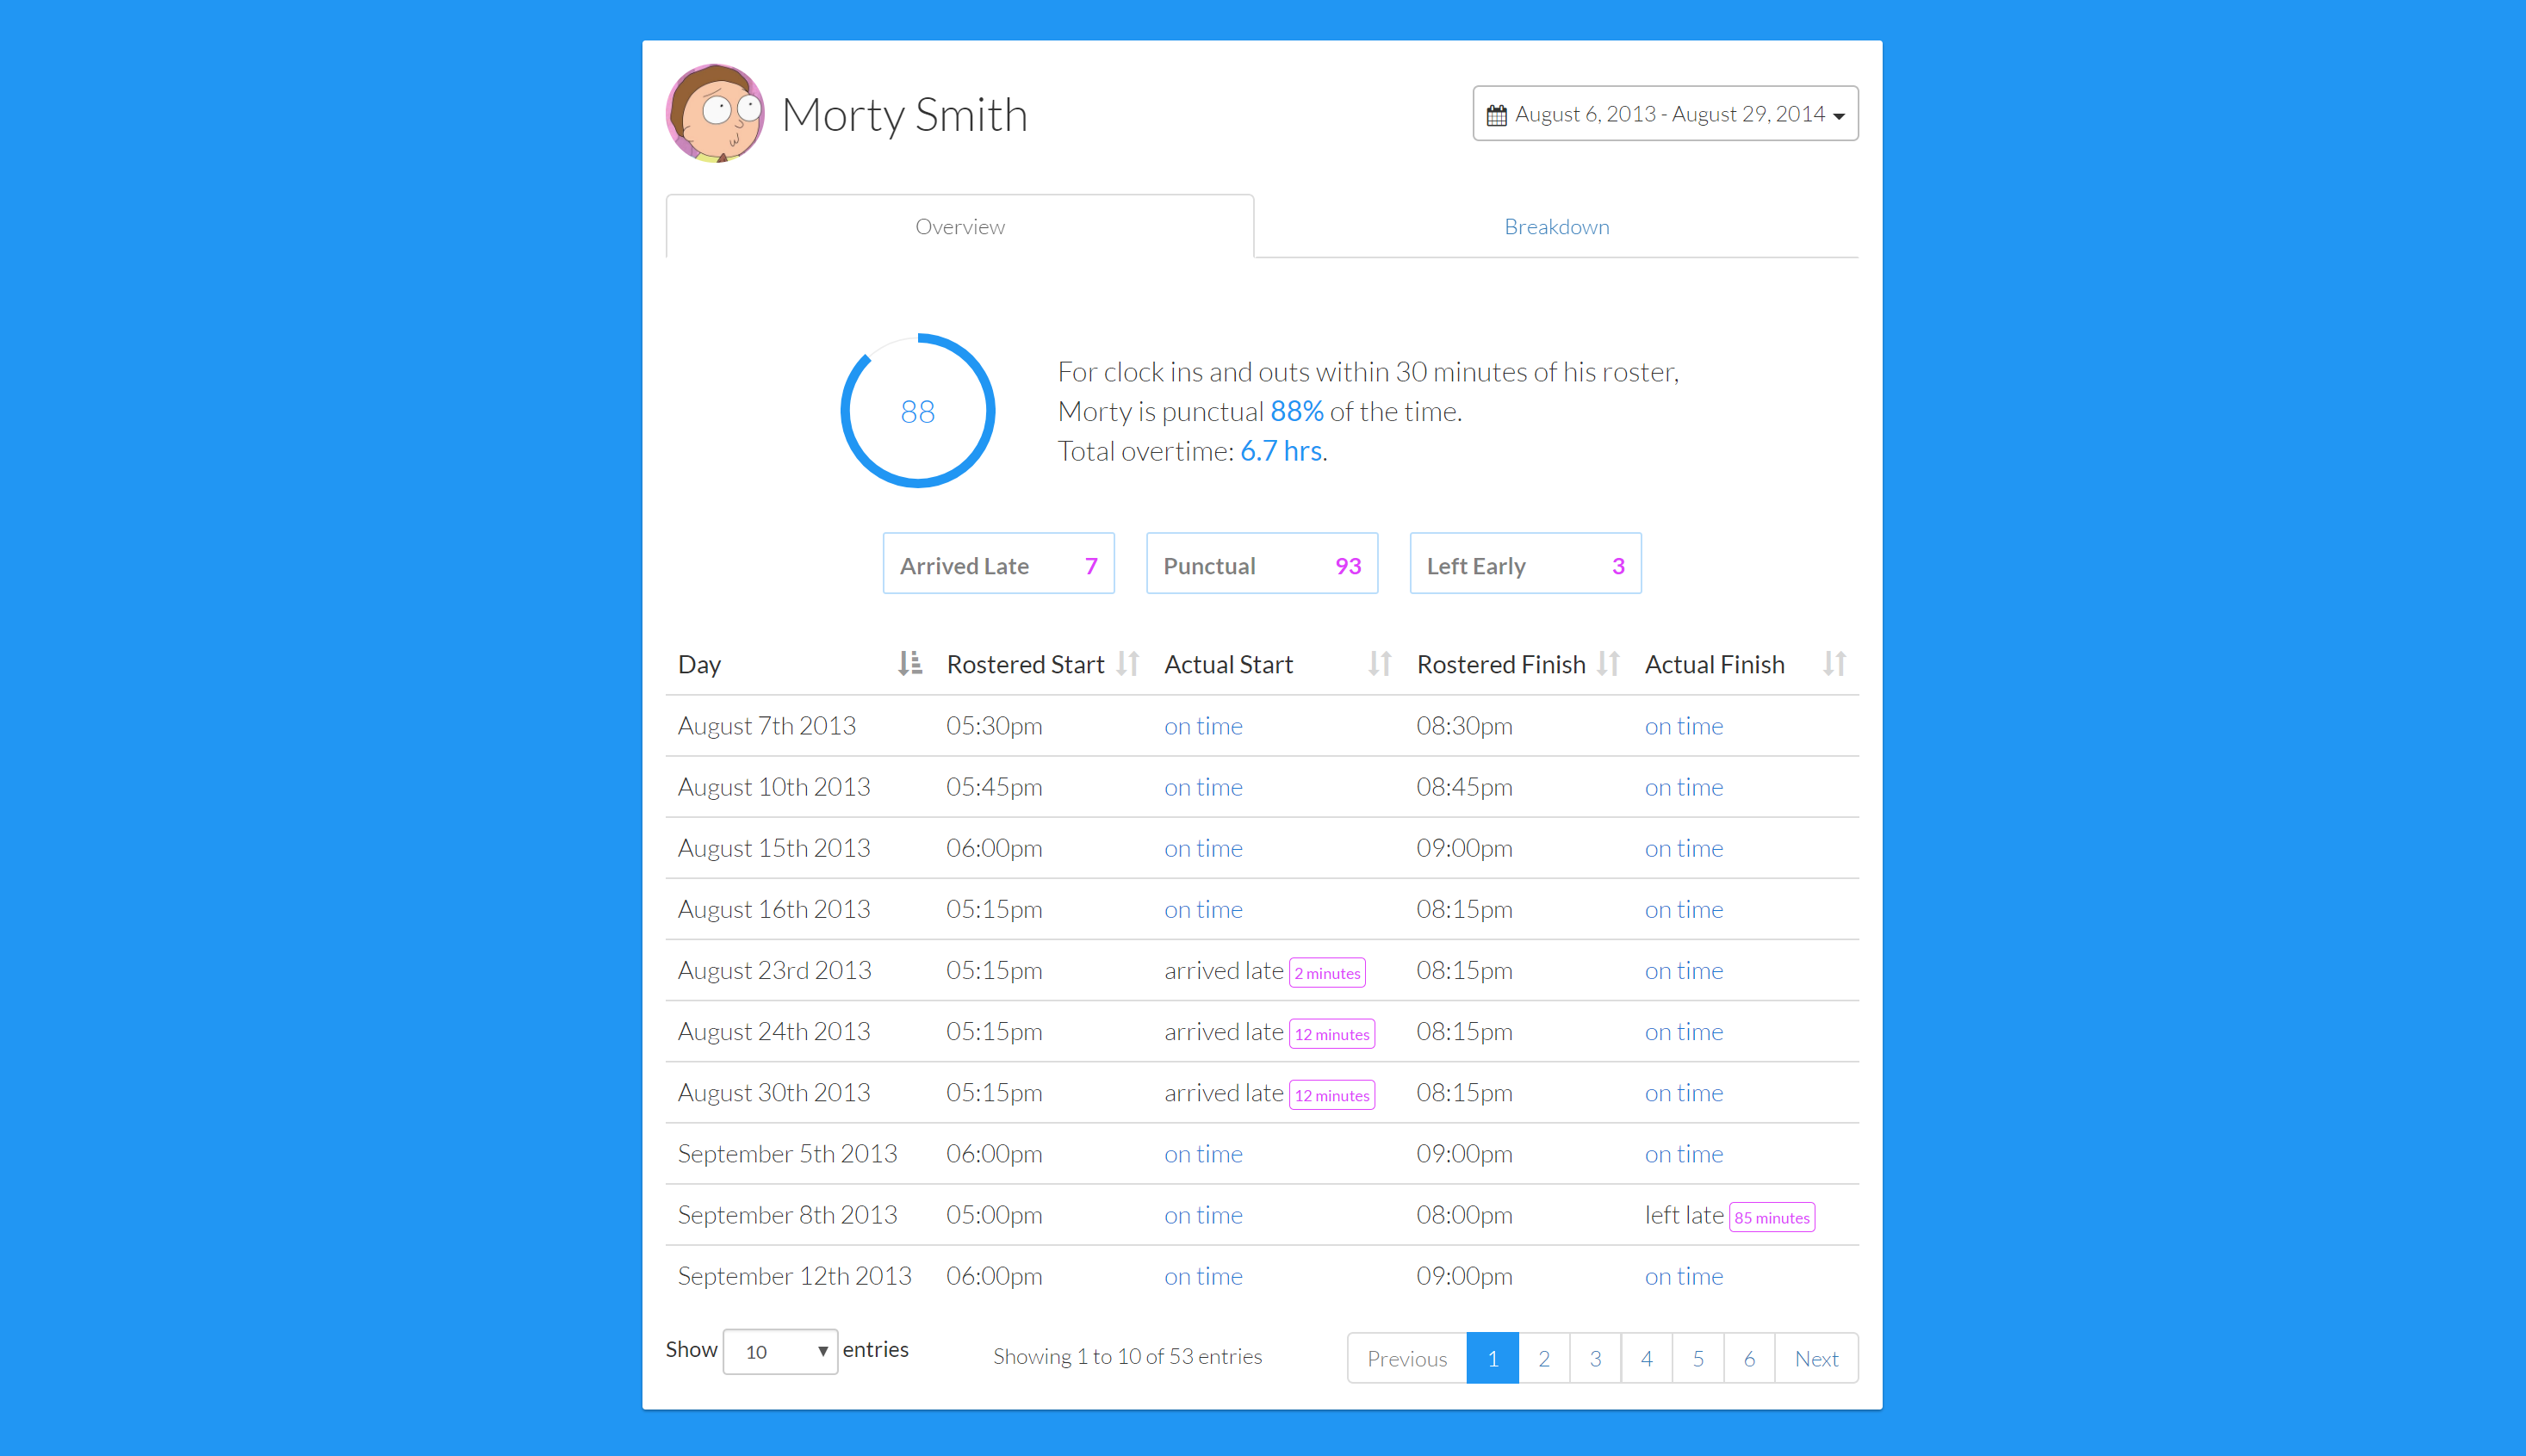 Morty Smith
August 6, 2013 - August 29, 2014
Overview Breakdown
88
For clock ins and outs within 30 minutes of his roster,
Morty is punctual 88% of the time.
Total overtime: 6.7 hrs.
Arrived Late 7 Punctual 93 Left Early 3
Day Rostered Start Actual Start Rostered Finish Actual Finish
August 7th 2013 05:30pm on time 08:30pm on time
August 10th 2013 05:45pm on time 08:45pm on time
August 15th 2013 06:00pm on time 09:00pm on time
August 16th 2013 05:15pm on time 08:15pm on time
August 23rd 2013 05:15pm arrived late 2 minutes 08:15pm on time
August 24th 2013 05:15pm arrived late 12 minutes 08:15pm on time
August 30th 2013 05:15pm arrived late 12 minutes 08:15pm on time
September 5th 2013 06:00pm on time 09:00pm on time
September 8th 2013 05:00pm on time 08:00pm left late 85 minutes
September 12th 2013 06:00pm on time 09:00pm on time
Show 10 entries Showing 1 to 10 of 53 entries Previous 1 2 3 4 5 6 Next